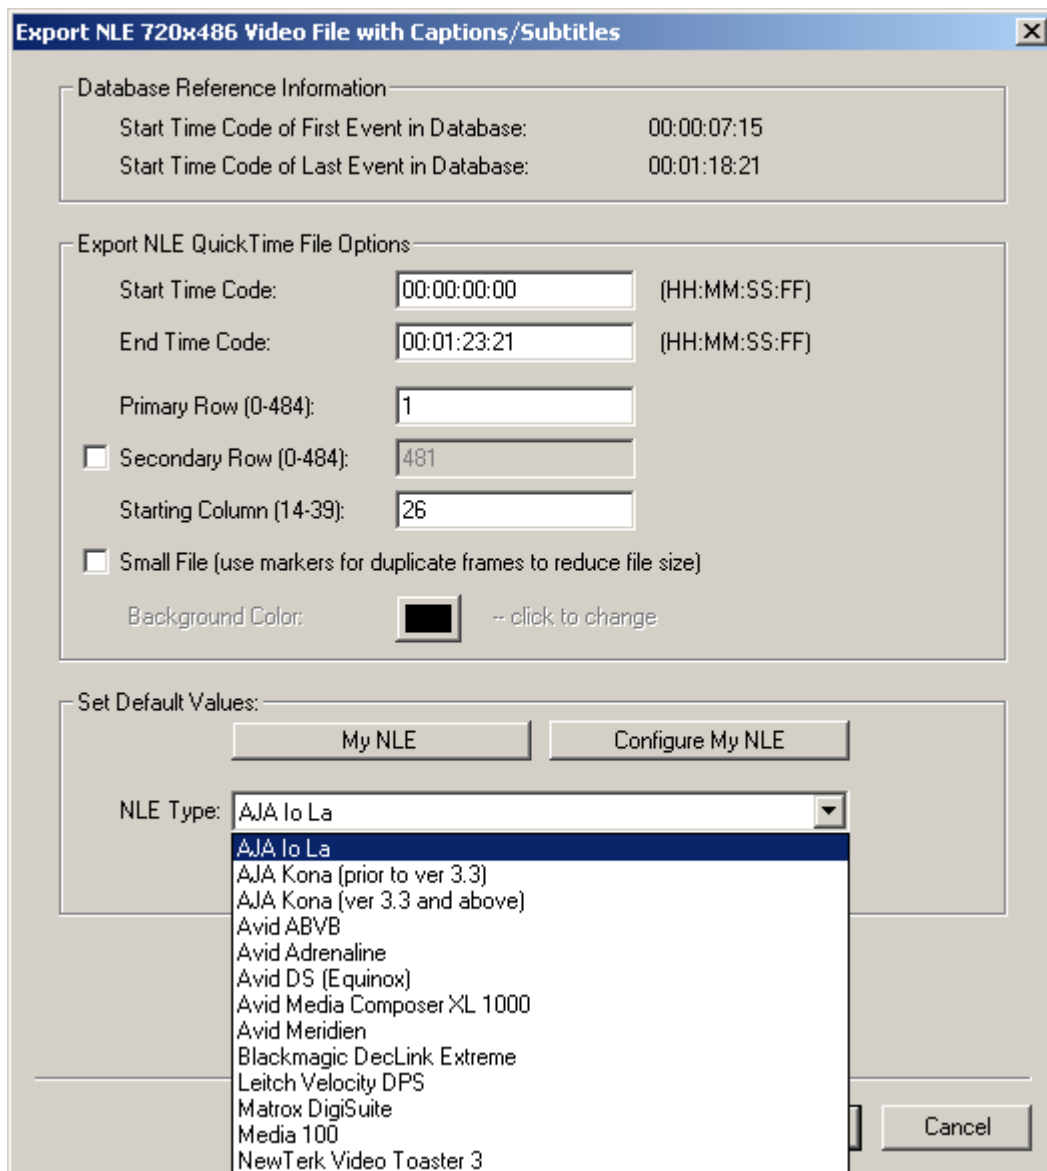 Export NLE 720x486 Video File with Captions/Subtitles
Database Reference Information
Start Time Code of First Event in Database: 00:00:07:15
Start Time Code of Last Event in Database: 00:01:18:21
Export NLE QuickTime File Options
Start Time Code: 00:00:00:00 (HH:MM:SS:FF)
End Time Code: 00:01:23:21 (HH:MM:SS:FF)
Primary Row (0-484): 1
Secondary Row (0-484): 481
Starting Column (14-39): 26
Small File (use markers for duplicate frames to reduce file size)
Background Color: -- click to change
Set Default Values:
My NLE Configure My NLE
NLE Type: AJA Io La
AJA Io La
AJA Kona (prior to ver 3.3)
AJA Kona (ver 3.3 and above)
Avid ABVB
Avid Adrenaline
Avid DS (Equinox)
Avid Media Composer XL 1000
Avid Meridien
Blackmagic DecLink Extreme
Leitch Velocity DPS
Matrox DigiSuite
Media 100
NewTerk Video Toaster 3
Cancel